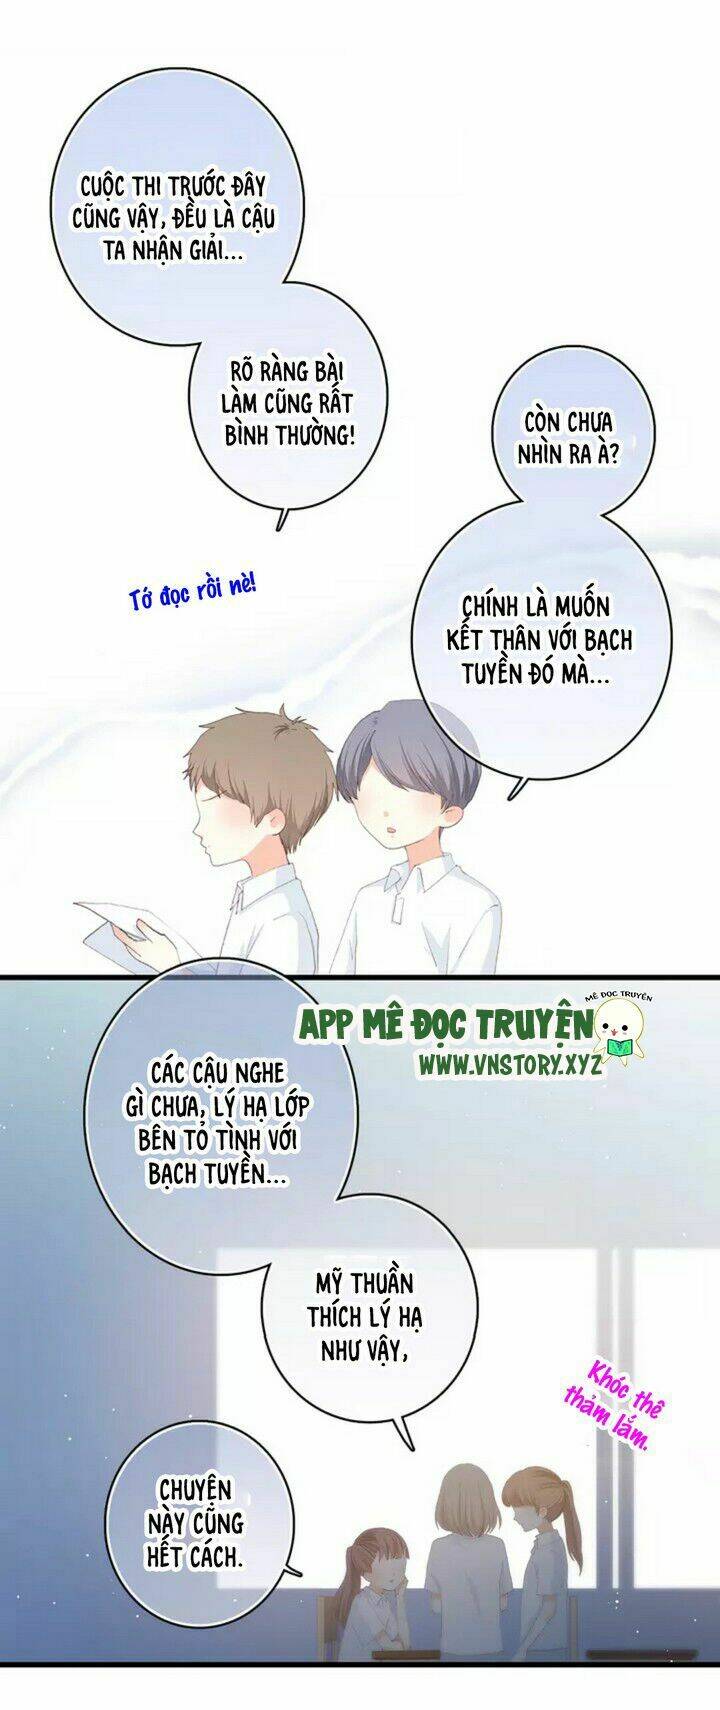 CUỘC THI TRƯỚC ĐÂY
CŨNG VẬY, ĐỀU LÀ CẬU
TA NHẬN GIẢI...
RÕ RÀNG BÀI
LÀM CŨNG RẤT
BÌNH THƯỜNG!
CÒN CHƯA
NHÌN RA À?
CHÍNH LÀ MUỐN
KẾT THÂN VỚI BẠCH
TUYỀN ĐÓ MÀ...
Tớ đọc rồi nè!
MÊ ĐỌC TRUYỆN
APP MÊ ĐỌC TRUYỆN
WWW.VNSTORY.XYZ
CÁC CẬU NGHE
GÌ CHƯA, LÝ HẠ LỚP
BÊN TỎ TÌNH VỚI
BẠCH TUYỀN...
MỸ THUẦN
THÍCH LÝ HẠ
NHƯ VẬY,
Khóc thê
thảm lắm.
CHUYỆN
NÀY CŨNG
HẾT CÁCH.